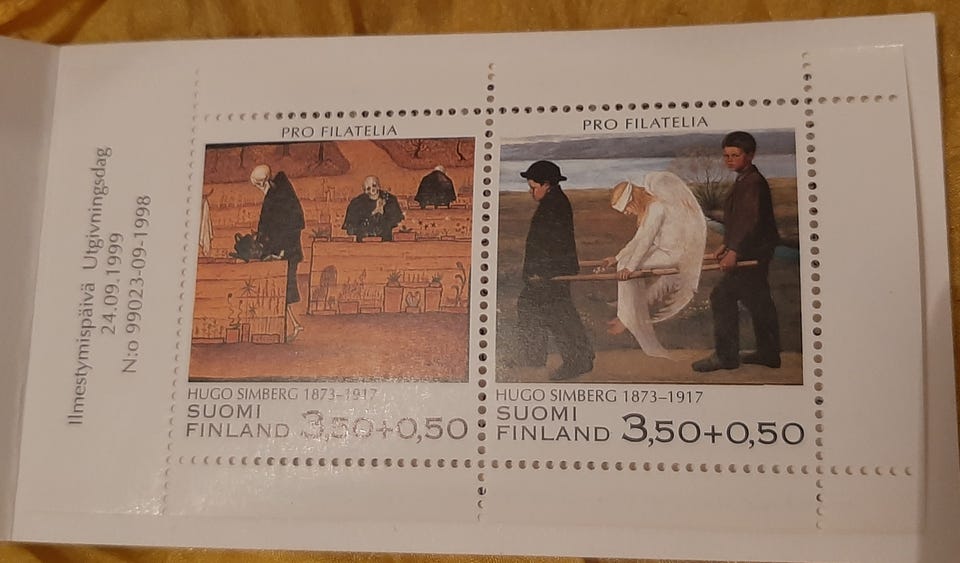 Ilmestymispäivä Utgivningsdag
24.09.1999
N:o 99023-09-1998
PRO FILATELIA
HUGO SIMBERG 1873–1917
SUOMI
FINLAND 3,50+0,50
PRO FILATELIA
HUGO SIMBERG 1873–1917
SUOMI
FINLAND 3,50+0,50